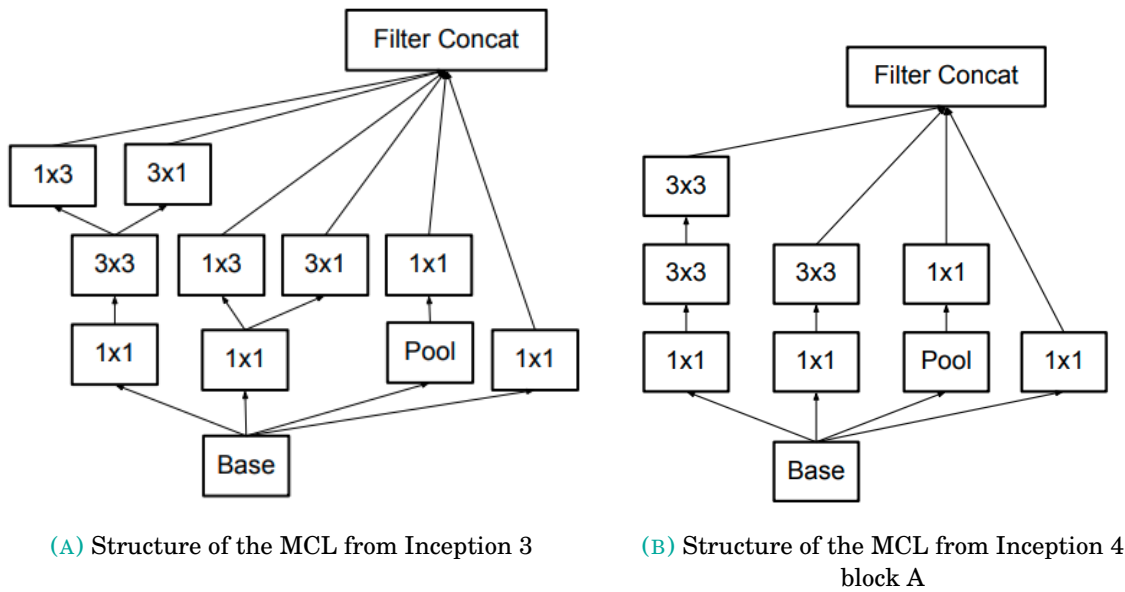 Filter Concat
1x3
3x1
3x3
1x3
3x1
1x1
1x1
1x1
Pool
1x1
Base
(A) Structure of the MCL from Inception 3
Filter Concat
3x3
3x3
3x3
1x1
1x1
1x1
Pool
1x1
Base
(B) Structure of the MCL from Inception 4
block A